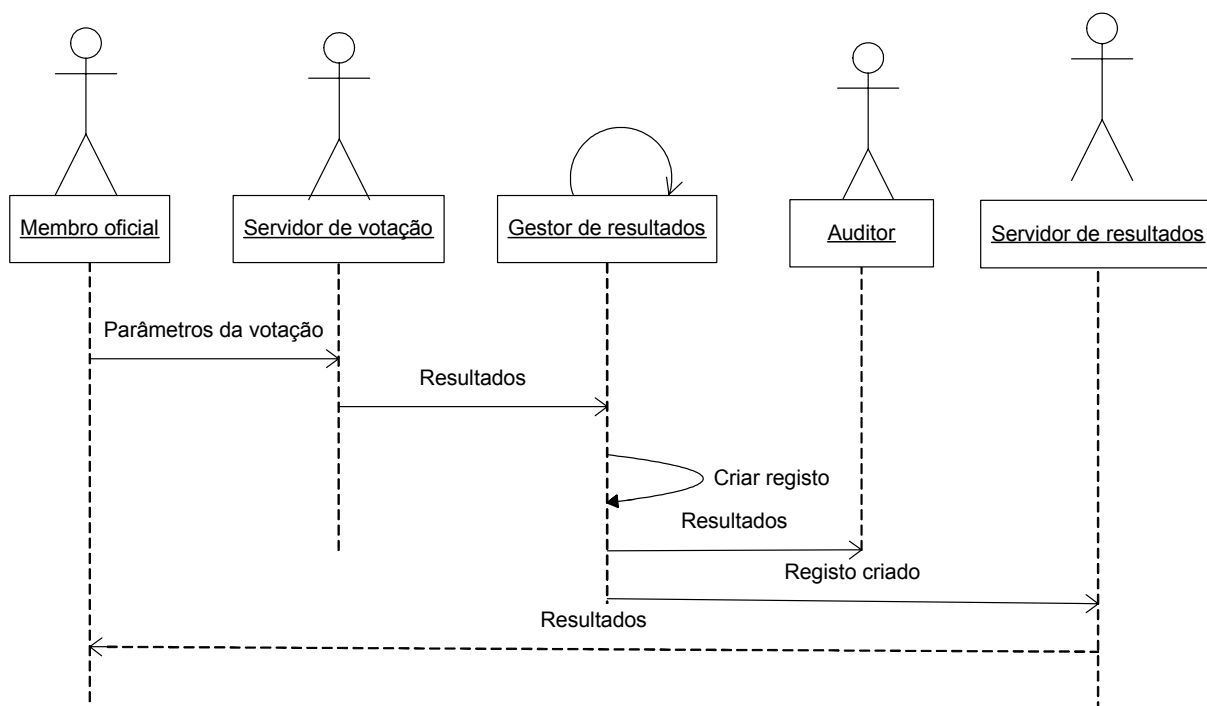 Membro oficial
Servidor de votação
Gestor de resultados
Auditor
Servidor de resultados
Parâmetros da votação
Resultados
Criar registo
Resultados
Registo criado
Resultados